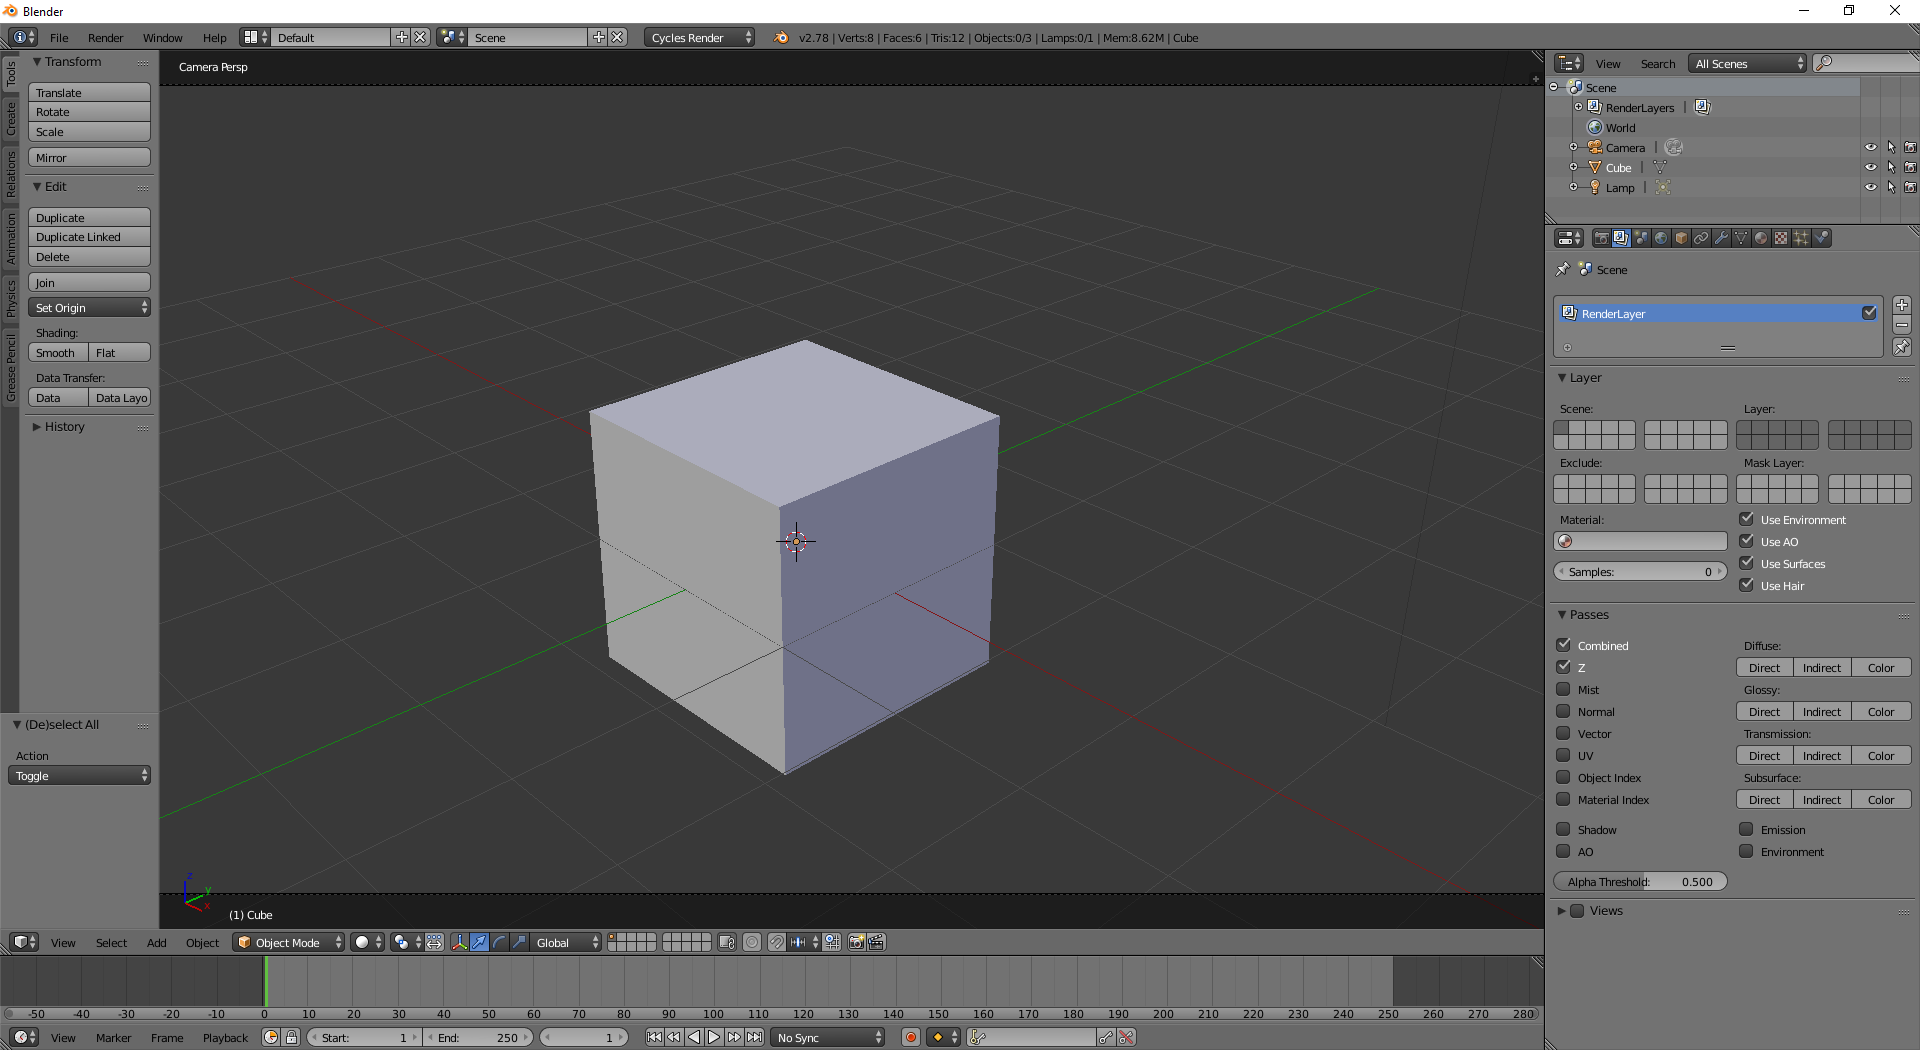 Blender
File Render Window Help Default Scene Cycles Render v2.78 | Verts:8 | Faces:6 | Tris:12 | Objects:0/3 | Lamps:0/1 | Mem:8.62M | Cube
Tools
Create
Relations
Animation
Physics
Grease Pencil
Transform
Translate
Rotate
Scale
Mirror
Edit
Duplicate
Duplicate Linked
Delete
Join
Set Origin
Shading:
Smooth Flat
Data Transfer:
Data Data Layo
History
(De)select All
Action
Toggle
Camera Persp
z
y
x
(1) Cube
View Select Add Object Object Mode Global
-50 -40 -30 -20 -10 0 10 20 30 40 50 60 70 80 90 100 110 120 130 140 150 160 170 180 190 200 210 220 230 240 250 260 270 280
View Marker Frame Playback Start: 1 End: 250 1 No Sync
View Search All Scenes
Scene
RenderLayers |
World
Camera |
Cube |
Lamp |
Scene
RenderLayer
Layer
Scene: Layer:
Exclude: Mask Layer:
Material: Use Environment
Use AO
Samples: 0 Use Surfaces
Use Hair
Passes
Combined Diffuse:
Z Direct Indirect Color
Mist Glossy:
Normal Direct Indirect Color
Vector Transmission:
UV Direct Indirect Color
Object Index Subsurface:
Material Index Direct Indirect Color
Shadow Emission
AO Environment
Alpha Threshold: 0.500
Views